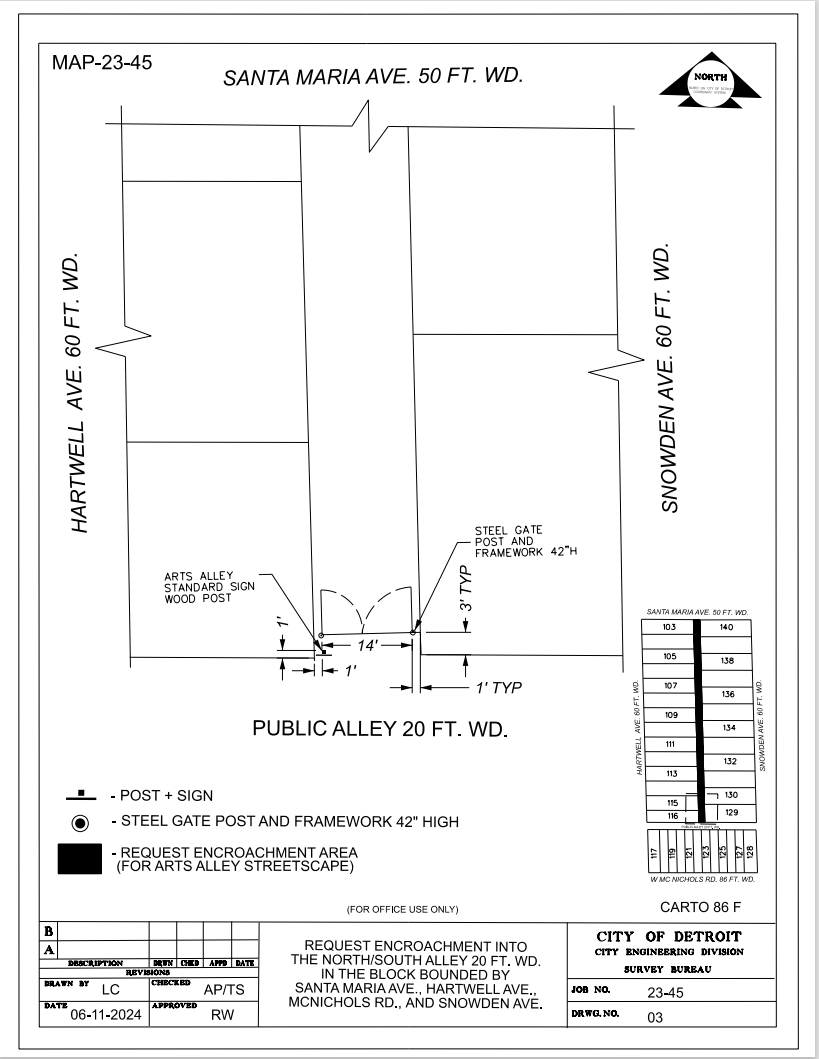 MAP-23-45
SANTA MARIA AVE. 50 FT. WD.
NORTH
HARTWELL AVE. 60 FT. WD.
SNOWDEN AVE. 60 FT. WD.
STEEL GATE
POST AND
FRAMEWORK 42"H
ARTS ALLEY
STANDARD SIGN
WOOD POST
3' TYP
1'
14'
1'
1' TYP
PUBLIC ALLEY 20 FT. WD.
SANTA MARIA AVE. 50 FT. WD.
103 140
105 138
107 136
109 134
111 132
113 130
115 129
116
HARTWELL AVE. 60 FT. WD.
SNOWDEN AVE. 60 FT. WD.
PUBLIC ALLEY 20 FT. WD.
117 119 121 123 125 127 128
W MC NICHOLS RD. 86 FT. WD.
- POST + SIGN
- STEEL GATE POST AND FRAMEWORK 42" HIGH
- REQUEST ENCROACHMENT AREA
(FOR ARTS ALLEY STREETSCAPE)
(FOR OFFICE USE ONLY)
CARTO 86 F
B
A
DESCRIPTION DRWN CHKD APPD DATE
REVISIONS
DRAWN BY LC
CHECKED AP/TS
DATE 06-11-2024
APPROVED RW
REQUEST ENCROACHMENT INTO
THE NORTH/SOUTH ALLEY 20 FT. WD.
IN THE BLOCK BOUNDED BY
SANTA MARIA AVE., HARTWELL AVE.,
MCNICHOLS RD., AND SNOWDEN AVE.
CITY OF DETROIT
CITY ENGINEERING DIVISION
SURVEY BUREAU
JOB NO. 23-45
DRWG. NO. 03